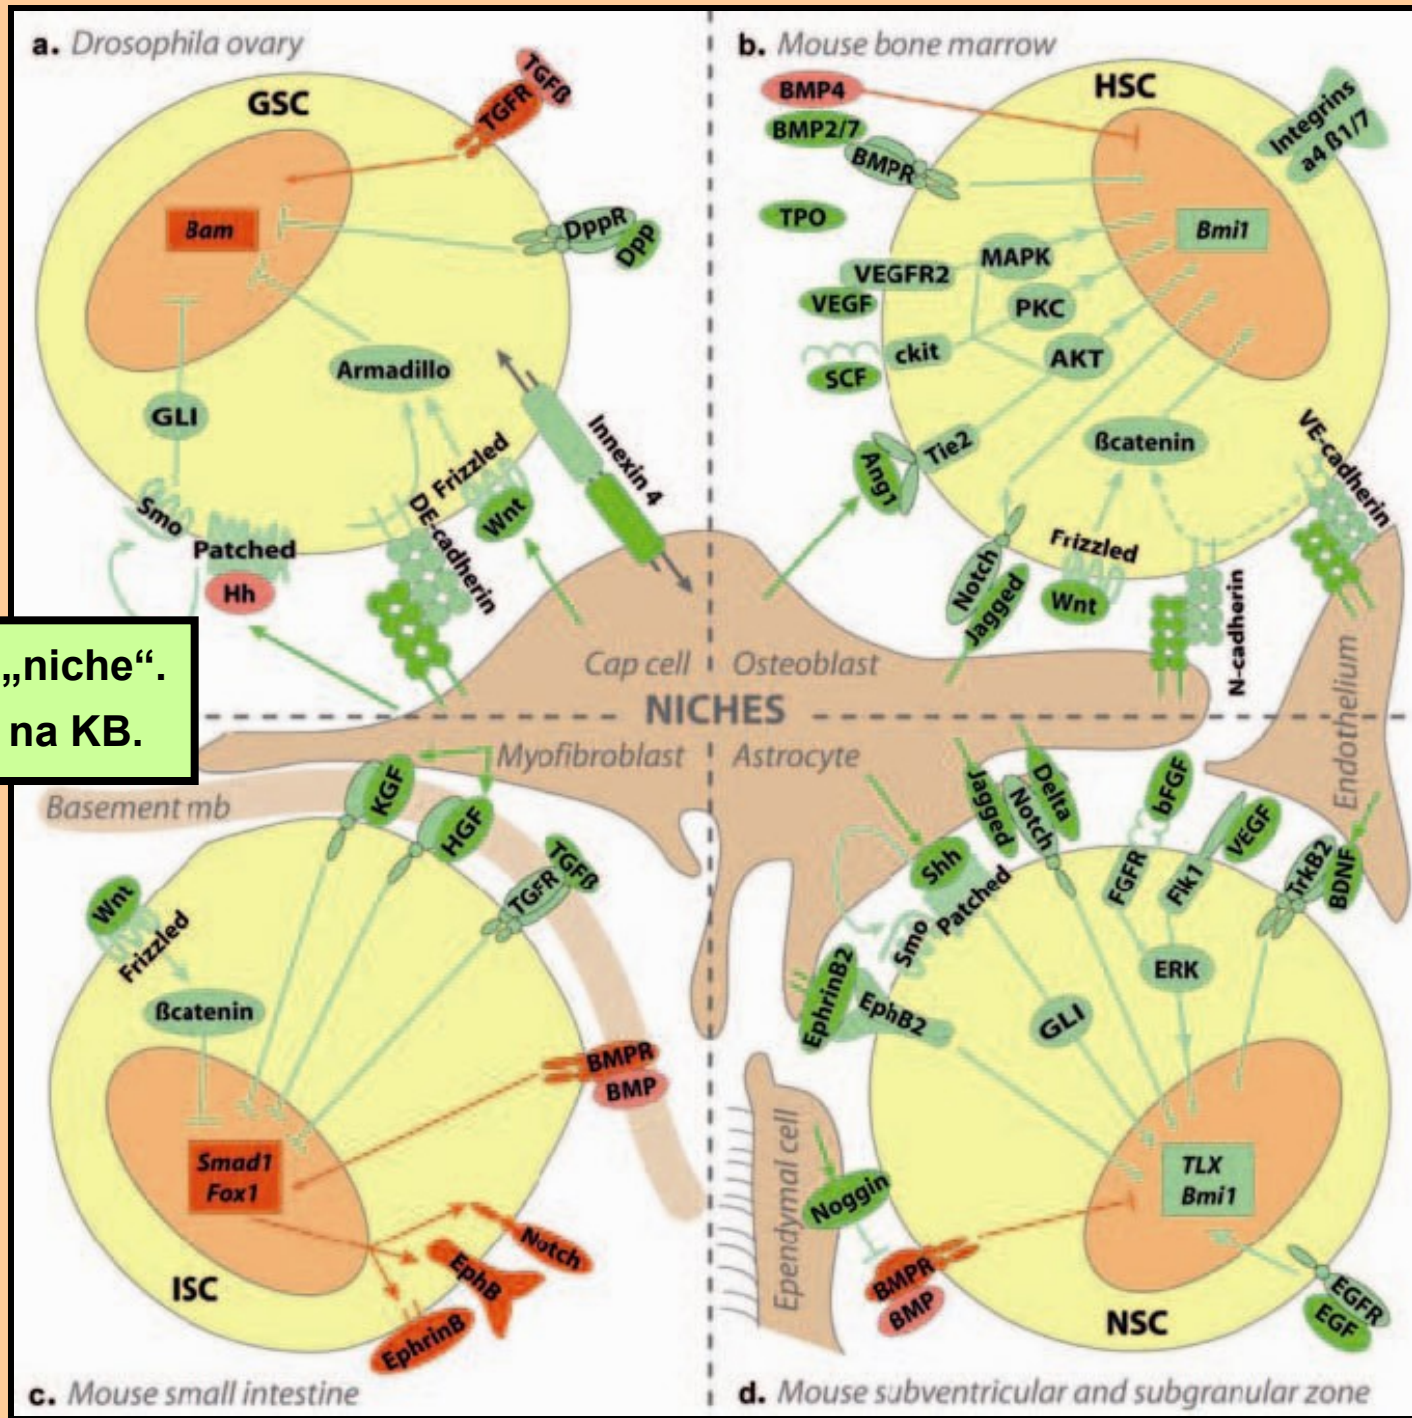 a. Drosophila ovary
GSC
TGFß
TGFR
Bam
DppR
Dpp
Armadillo
GLI
Smo
Patched
Hh
Frizzled
DE-cadherin
Wnt
Innexin 4
Cap cell
b. Mouse bone marrow
HSC
BMP4
BMP2/7
BMPR
Integrins
a4 ß1/7
TPO
Bmi1
MAPK
VEGFR2
VEGF
PKC
ckit
SCF
AKT
Tie2
Ang1
ßcatenin
VE-cadherin
Notch
Jagged
Frizzled
Wnt
N-cadherin
Osteoblast
Endothelium
„niche“.
na KB.
NICHES
Myofibroblast
Basement mb
KGF
HGF
TGFß
TGFR
Wnt
Frizzled
ßcatenin
BMPR
BMP
Smad1
Fox1
Notch
EphB
EphrinB
ISC
c. Mouse small intestine
Astrocyte
Jagged
Notch
Delta
bFGF
FGFR
VEGF
Flk1
TrkB2
BDNF
Shh
Patched
Smo
ERK
EphrinB2
EphB2
GLI
Ependymal cell
Noggin
TLX
Bmi1
BMPR
BMP
EGFR
EGF
NSC
d. Mouse subventricular and subgranular zone